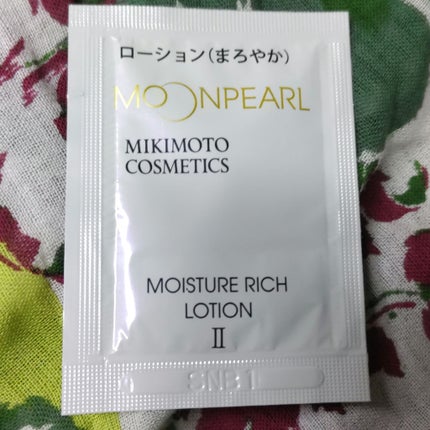 ローション(まろやか)
MOONPEARL
MIKIMOTO
COSMETICS
MOISTURE RICH
LOTION
II
SNB1